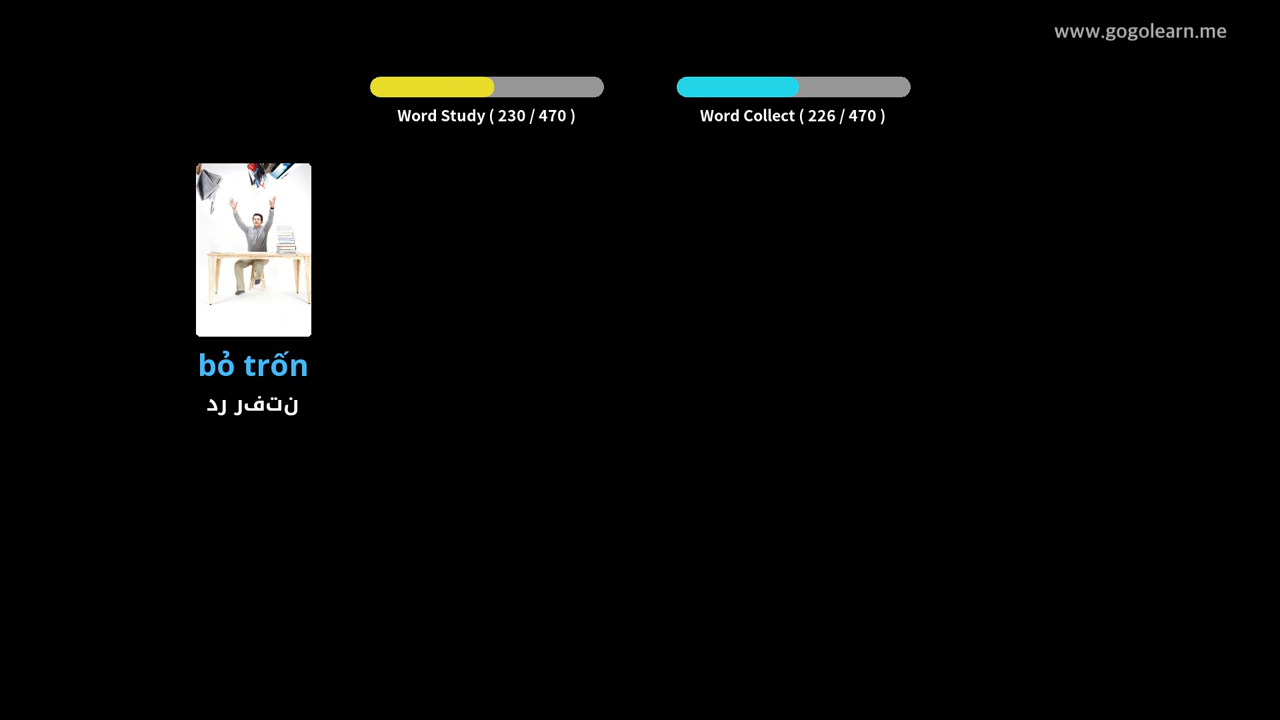 www.gogolearn.me
Word Study ( 230 / 470 )
Word Collect ( 226 / 470 )
bỏ trốn
در رفتن